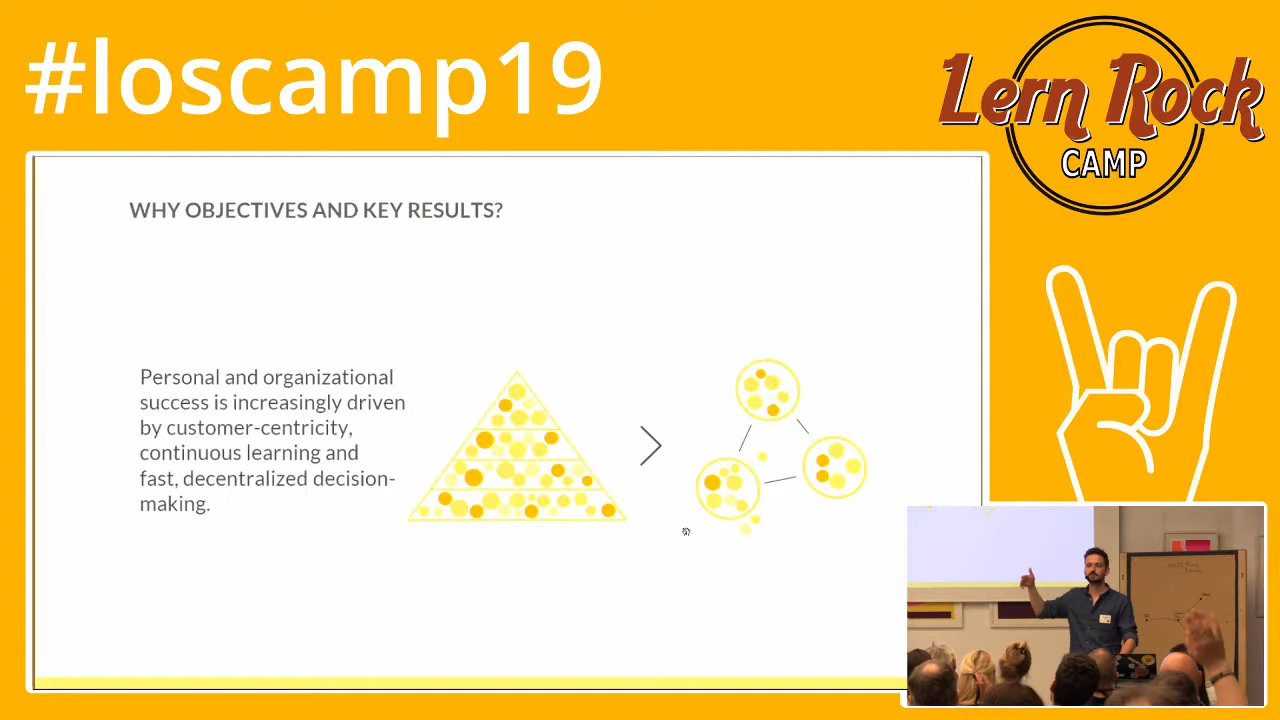 #loscamp19
Lern Rock
CAMP
WHY OBJECTIVES AND KEY RESULTS?
Personal and organizational
success is increasingly driven
by customer-centricity,
continuous learning and
fast, decentralized decision-
making.